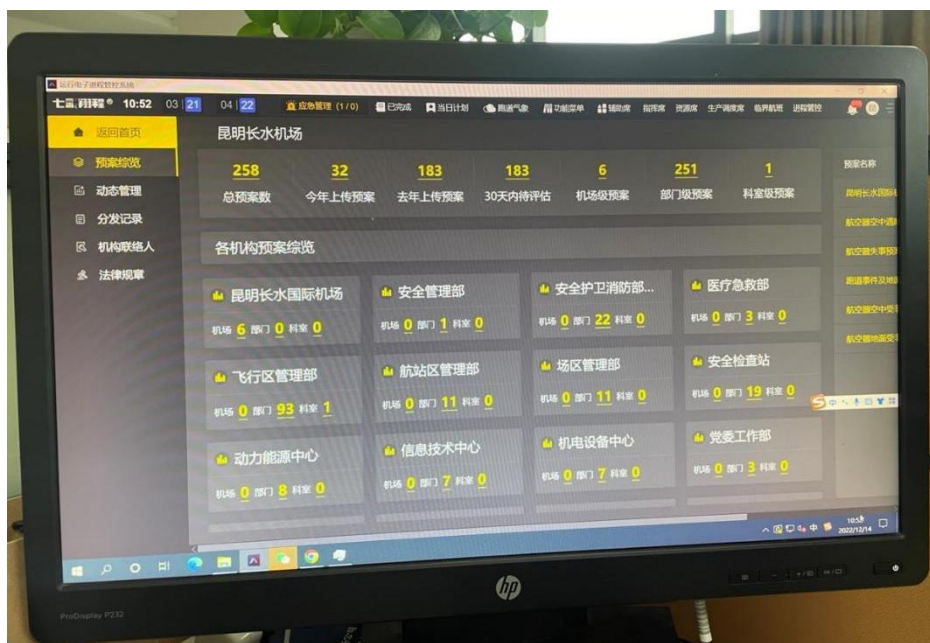 运行电子进程管控系统
10:52 03 21 04 22 应急管理 (1/0) 已完成 当日计划 跑道气象 功能菜单 辅助席 指挥席 资源席 生产调度席 临界航班 进程管控
返回首页
预案综览
动态管理
分发记录
机构联络人
法律规章
昆明长水机场
258 32 183 183 6 251 1
总预案数 今年上传预案 去年上传预案 30天内待评估 机场级预案 部门级预案 科室级预案
各机构预案综览
昆明长水国际机场 安全管理部 安全护卫消防部... 医疗急救部
机场 6 部门 0 科室 0 机场 0 部门 1 科室 0 机场 0 部门 22 科室 0 机场 0 部门 3 科室 0
飞行区管理部 航站区管理部 场区管理部 安全检查站
机场 0 部门 93 科室 1 机场 0 部门 11 科室 0 机场 0 部门 11 科室 0 机场 0 部门 19 科室 0
动力能源中心 信息技术中心 机电设备中心 党委工作部
机场 0 部门 8 科室 0 机场 0 部门 7 科室 0 机场 0 部门 7 科室 0 机场 0 部门 3 科室 0
预案名称
昆明长水国际
航空器空中遇
航空器失事预
跑道事件及地
航空器空中受
航空器地面受
中
中
10:52
2022/12/14
hp
ProDisplay P232